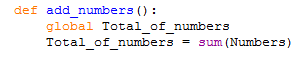 def add_numbers():
    global Total_of_numbers
    Total_of_numbers = sum(Numbers)